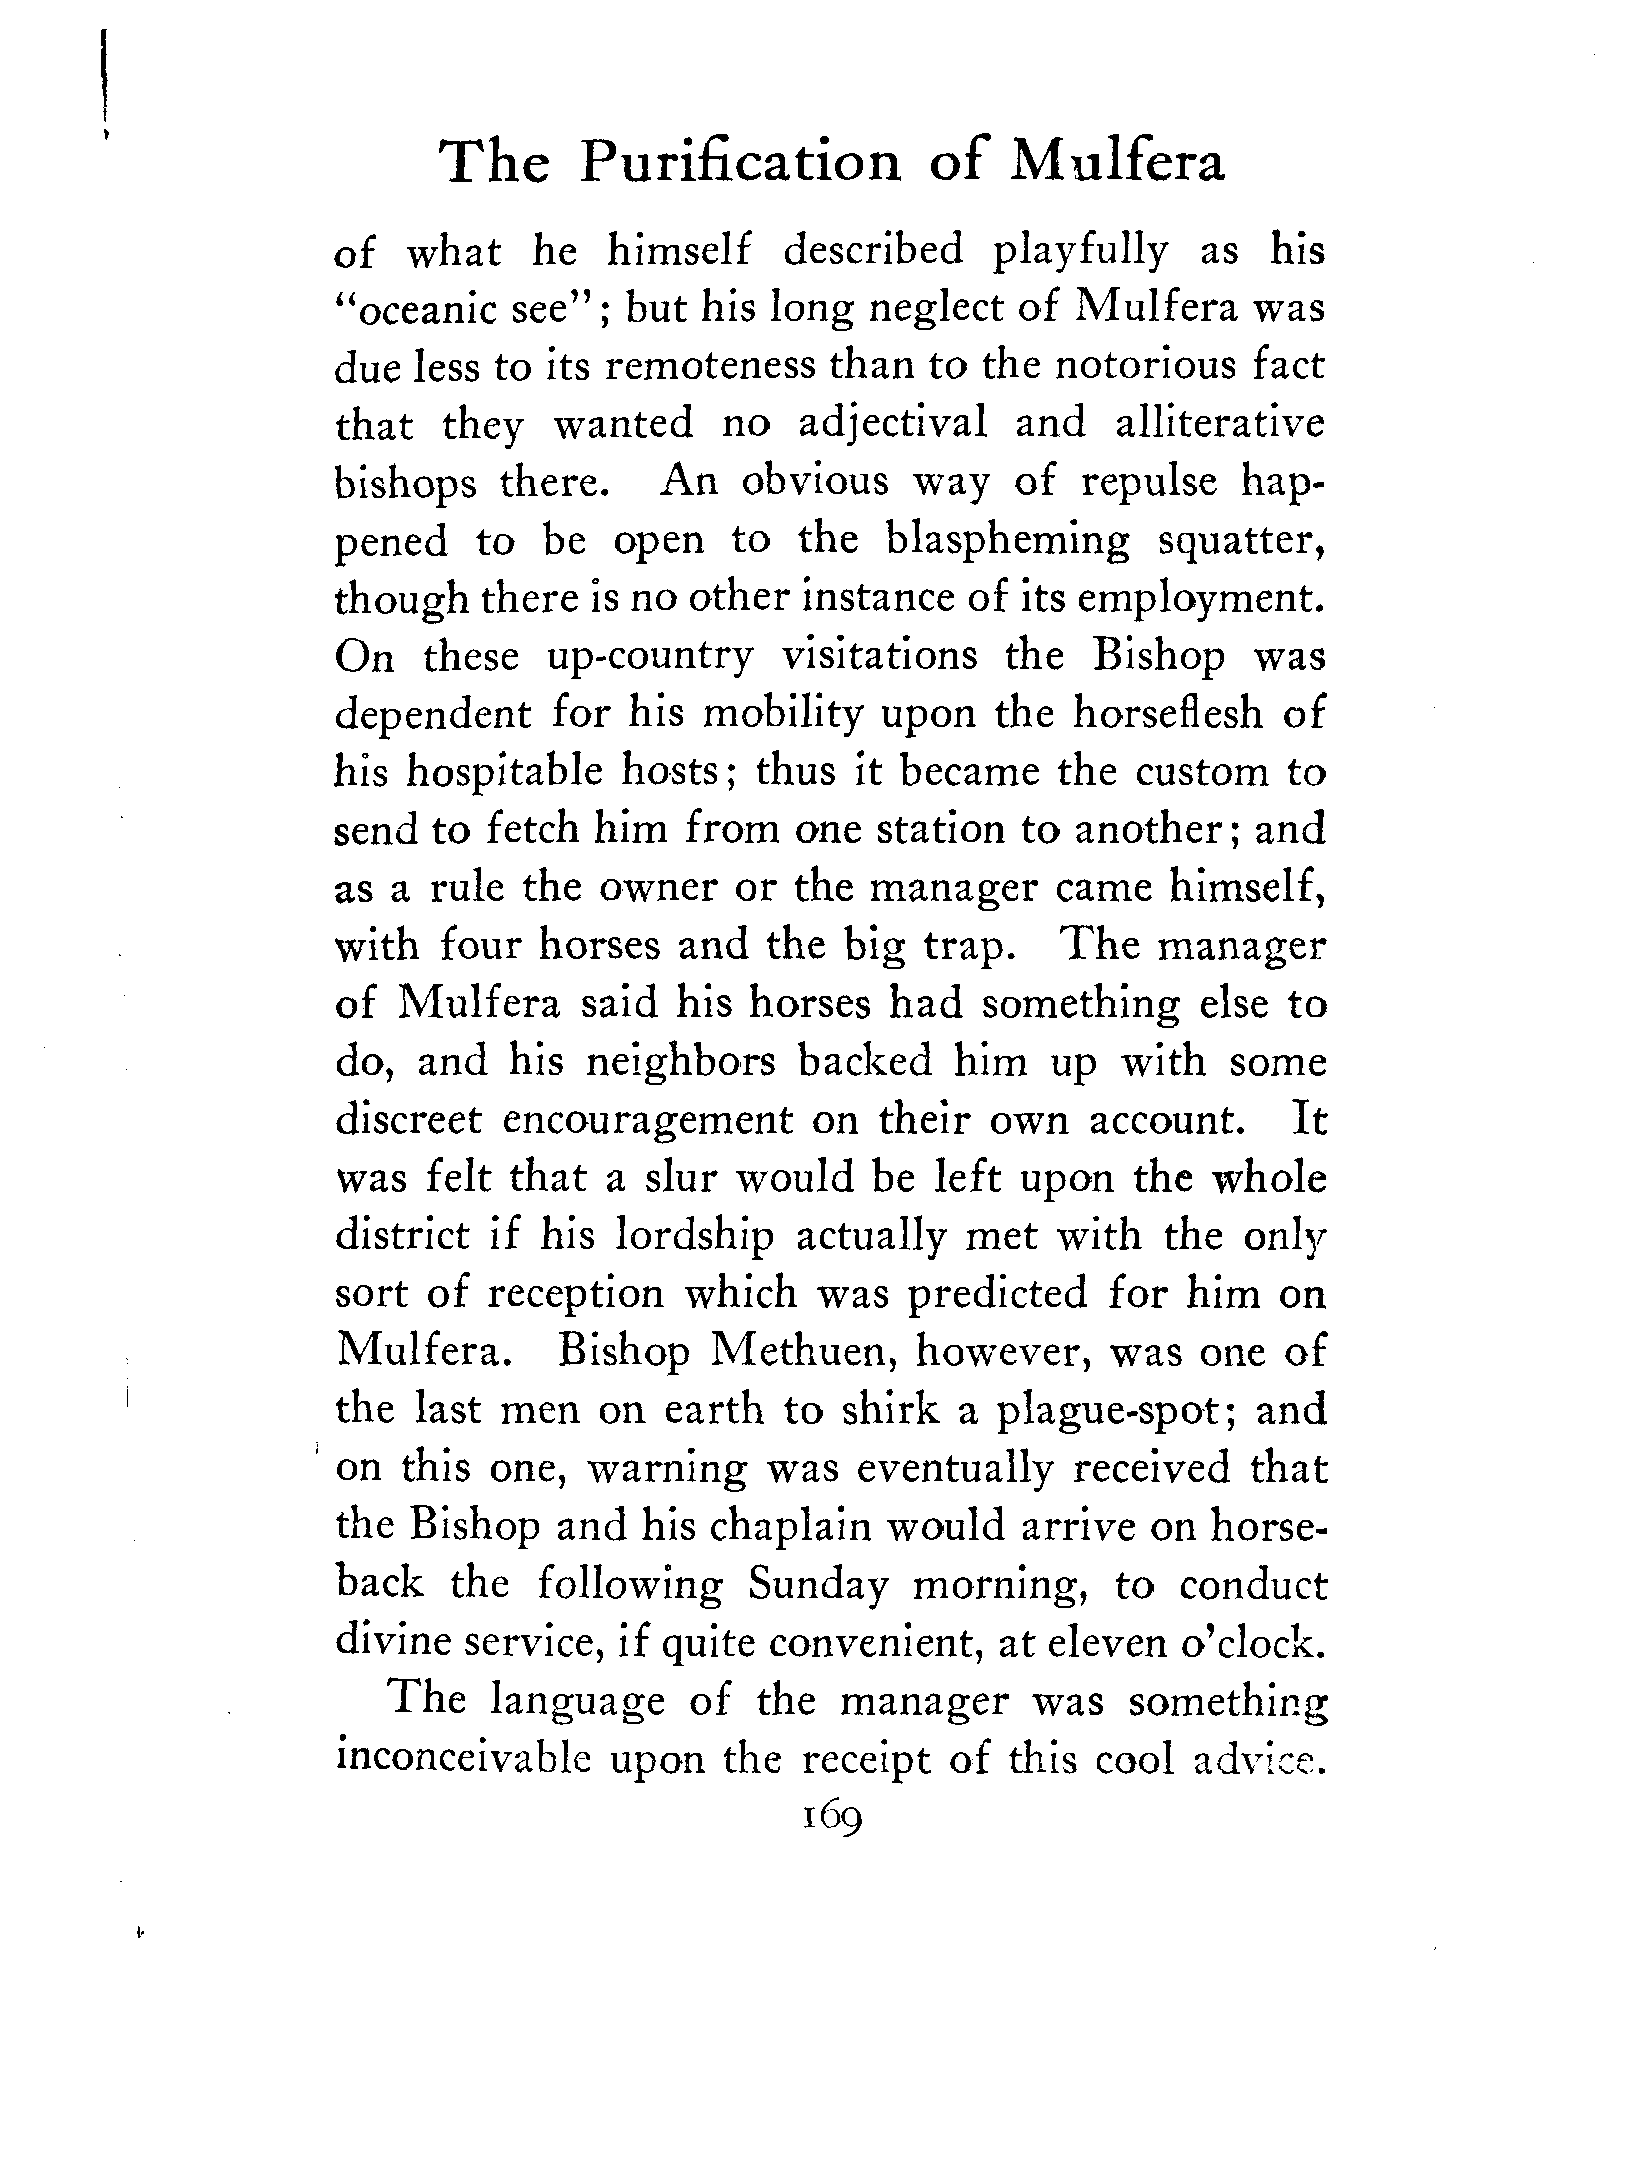 The Purification of Mulfera
of what he himself described playfully as his
“oceanic see”; but his long neglect of Mulfera was
due less to its remoteness than to the notorious fact
that they wanted no adjectival and alliterative
bishops there. An obvious way of repulse hap-
pened to be open to the blaspheming squatter,
though there is no other instance of its employment.
On these up-country visitations the Bishop was
dependent for his mobility upon the horseflesh of
his hospitable hosts; thus it became the custom to
send to fetch him from one station to another; and
as a rule the owner or the manager came himself,
with four horses and the big trap. The manager
of Mulfera said his horses had something else to
do, and his neighbors backed him up with some
discreet encouragement on their own account. It
was felt that a slur would be left upon the whole
district if his lordship actually met with the only
sort of reception which was predicted for him on
Mulfera. Bishop Methuen, however, was one of
the last men on earth to shirk a plague-spot; and
on this one, warning was eventually received that
the Bishop and his chaplain would arrive on horse-
back the following Sunday morning, to conduct
divine service, if quite convenient, at eleven o’clock.
The language of the manager was something
inconceivable upon the receipt of this cool advice.
169